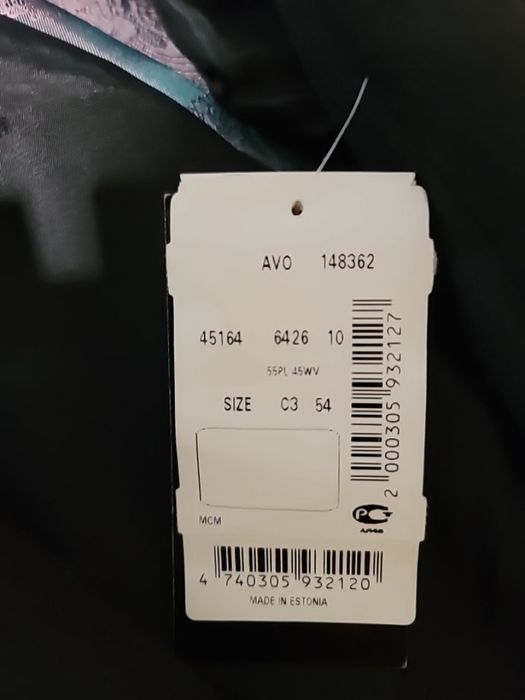 AVO 148362
45164 6426 10
55PL 45WV
SIZE C3 54
2 000305 932127
MCM
4 740305 932120
MADE IN ESTONIA